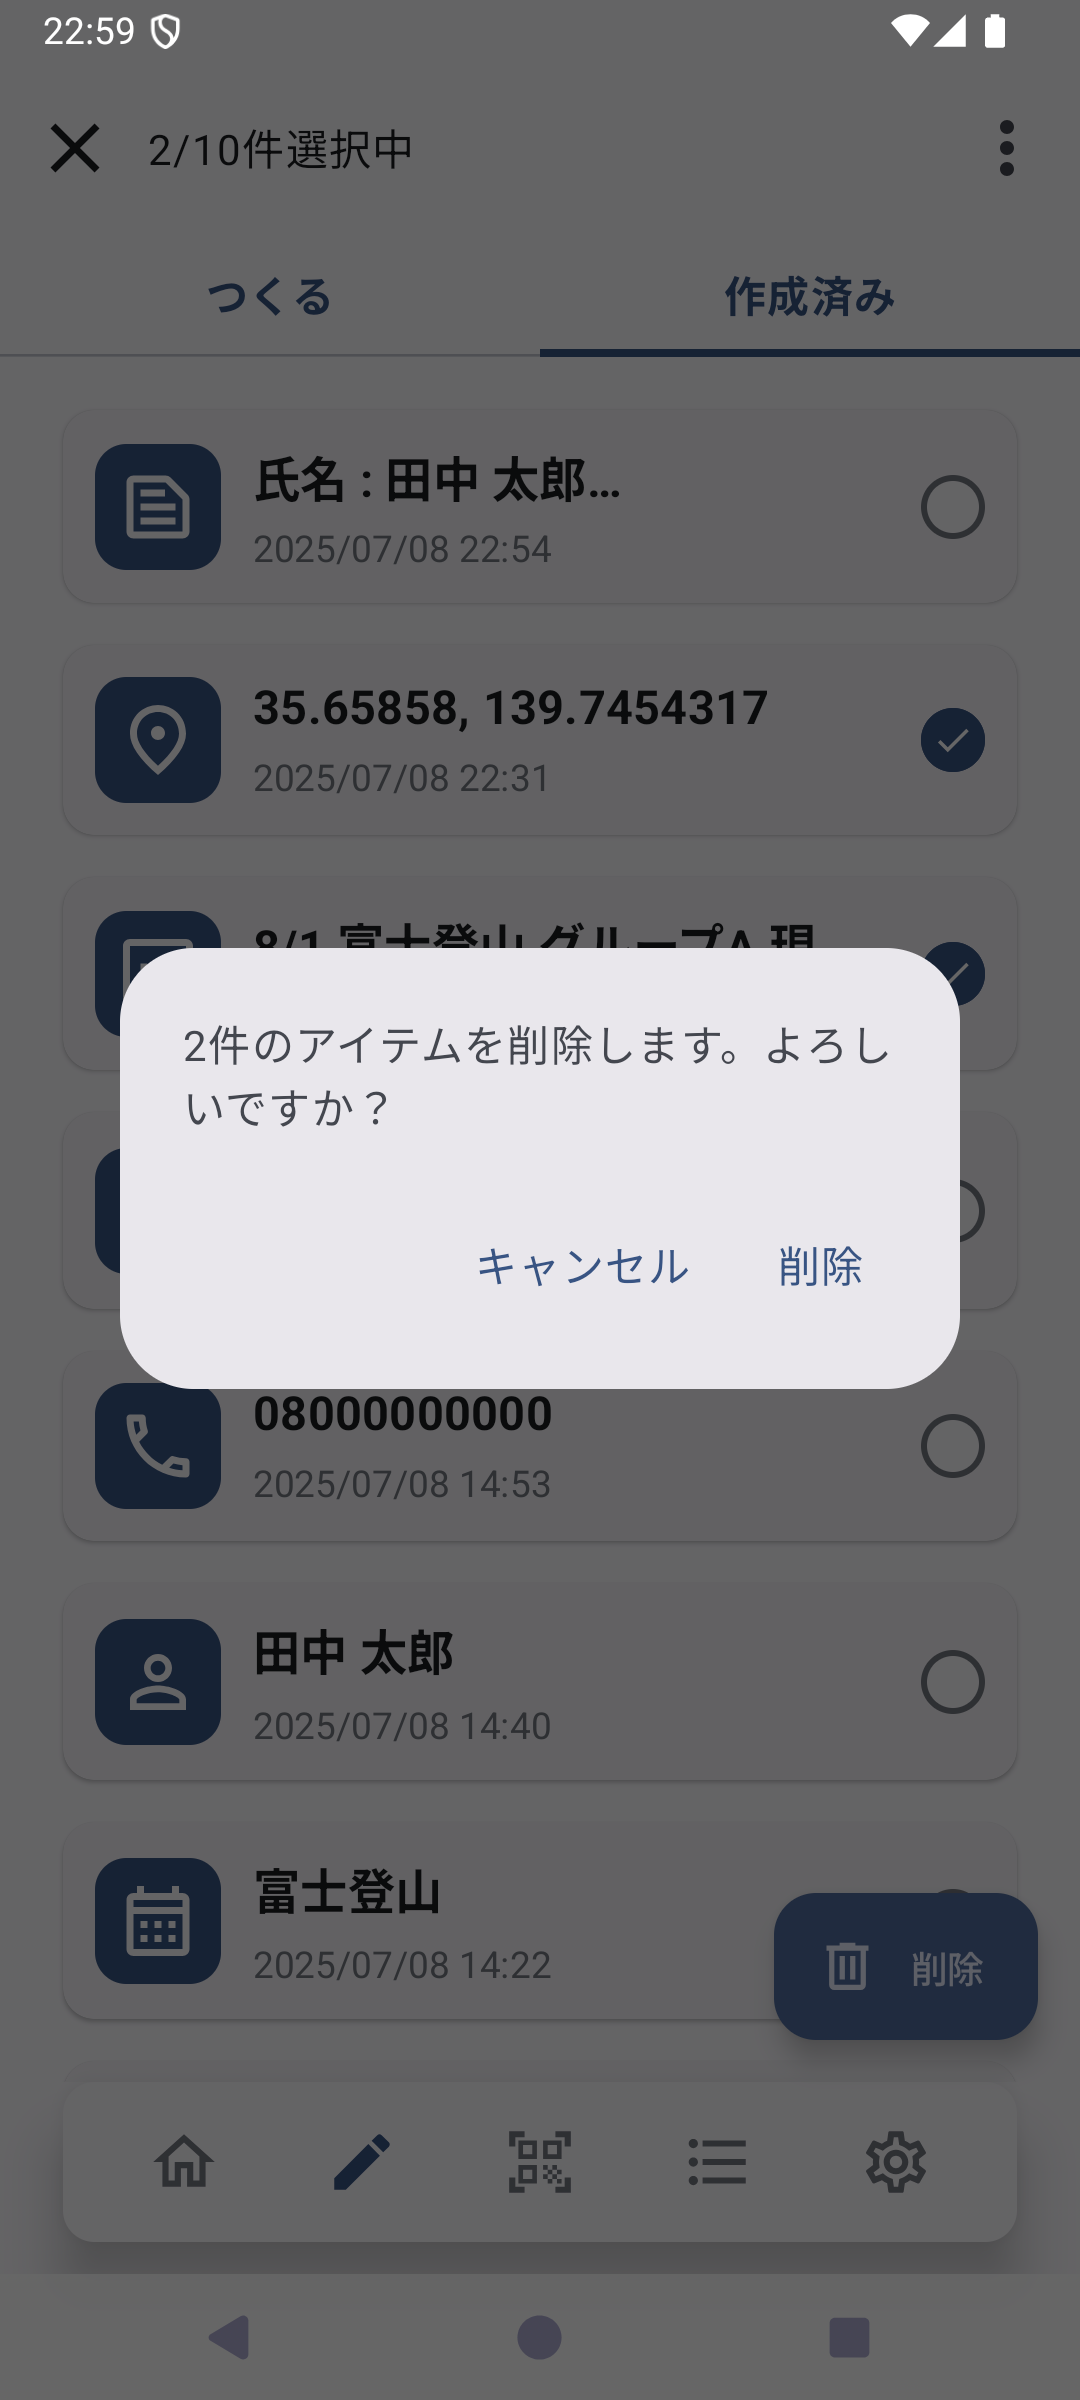 22:59
2/10件選択中
つくる
作成済み
氏名 : 田中 太郎...
2025/07/08 22:54
35.65858, 139.7454317
2025/07/08 22:31
8/1 富士登山 グループA 現
2件のアイテムを削除します。よろし
いですか？
キャンセル
削除
08000000000
2025/07/08 14:53
田中 太郎
2025/07/08 14:40
富士登山
2025/07/08 14:22
削除